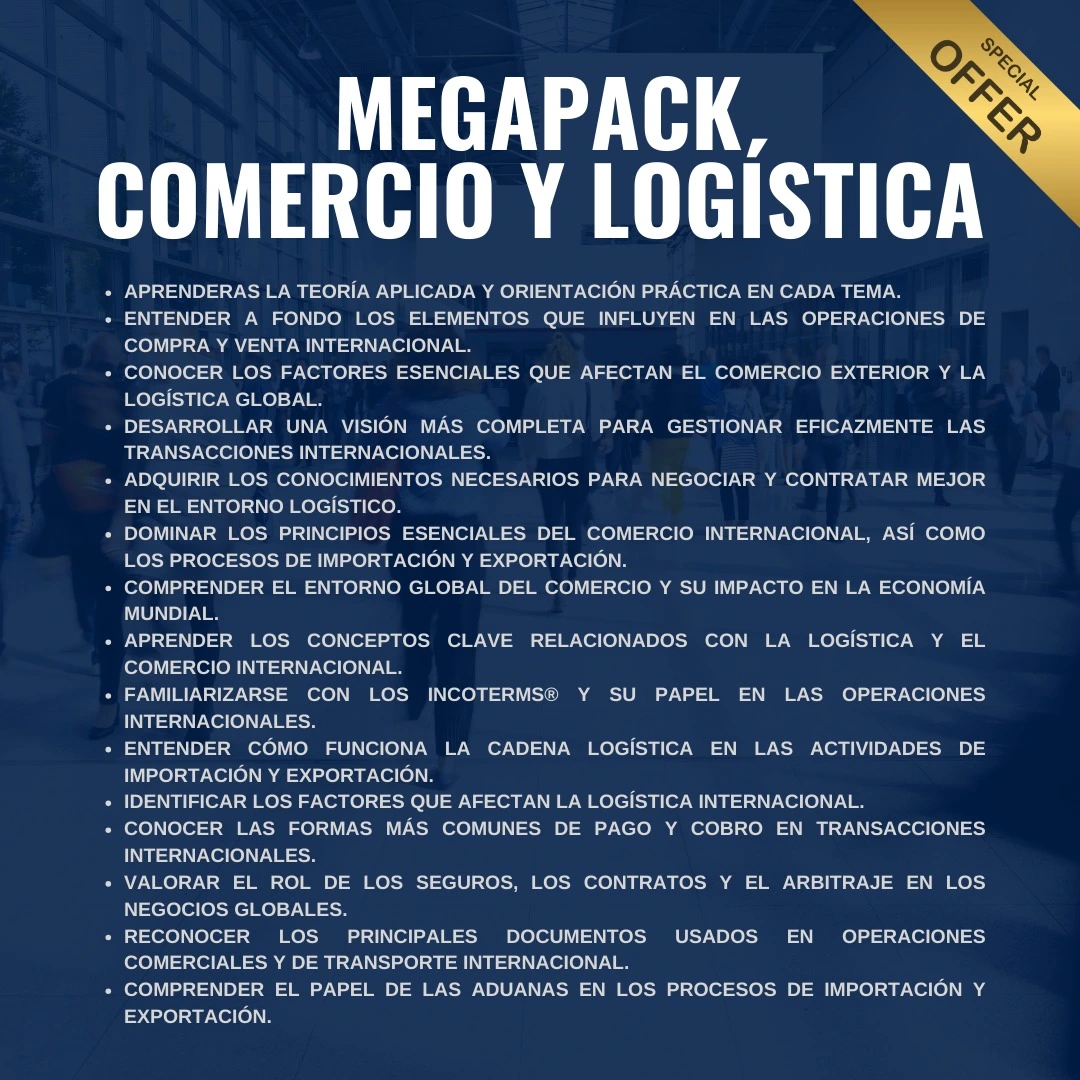 SPECIAL
OFFER
MEGAPACK,
COMERCIO Y LOGÍSTICA
• APRENDERAS LA TEORÍA APLICADA Y ORIENTACIÓN PRÁCTICA EN CADA TEMA.
• ENTENDER A FONDO LOS ELEMENTOS QUE INFLUYEN EN LAS OPERACIONES DE
COMPRA Y VENTA INTERNACIONAL.
• CONOCER LOS FACTORES ESENCIALES QUE AFECTAN EL COMERCIO EXTERIOR Y LA
LOGÍSTICA GLOBAL.
• DESARROLLAR UNA VISIÓN MÁS COMPLETA PARA GESTIONAR EFICAZMENTE LAS
TRANSACCIONES INTERNACIONALES.
• ADQUIRIR LOS CONOCIMIENTOS NECESARIOS PARA NEGOCIAR Y CONTRATAR MEJOR
EN EL ENTORNO LOGÍSTICO.
• DOMINAR LOS PRINCIPIOS ESENCIALES DEL COMERCIO INTERNACIONAL, ASÍ COMO
LOS PROCESOS DE IMPORTACIÓN Y EXPORTACIÓN.
• COMPRENDER EL ENTORNO GLOBAL DEL COMERCIO Y SU IMPACTO EN LA ECONOMÍA
MUNDIAL.
• APRENDER LOS CONCEPTOS CLAVE RELACIONADOS CON LA LOGÍSTICA Y EL
COMERCIO INTERNACIONAL.
• FAMILIARIZARSE CON LOS INCOTERMS® Y SU PAPEL EN LAS OPERACIONES
INTERNACIONALES.
• ENTENDER CÓMO FUNCIONA LA CADENA LOGÍSTICA EN LAS ACTIVIDADES DE
IMPORTACIÓN Y EXPORTACIÓN.
• IDENTIFICAR LOS FACTORES QUE AFECTAN LA LOGÍSTICA INTERNACIONAL.
• CONOCER LAS FORMAS MÁS COMUNES DE PAGO Y COBRO EN TRANSACCIONES
INTERNACIONALES.
• VALORAR EL ROL DE LOS SEGUROS, LOS CONTRATOS Y EL ARBITRAJE EN LOS
NEGOCIOS GLOBALES.
• RECONOCER LOS PRINCIPALES DOCUMENTOS USADOS EN OPERACIONES
COMERCIALES Y DE TRANSPORTE INTERNACIONAL.
• COMPRENDER EL PAPEL DE LAS ADUANAS EN LOS PROCESOS DE IMPORTACIÓN Y
EXPORTACIÓN.